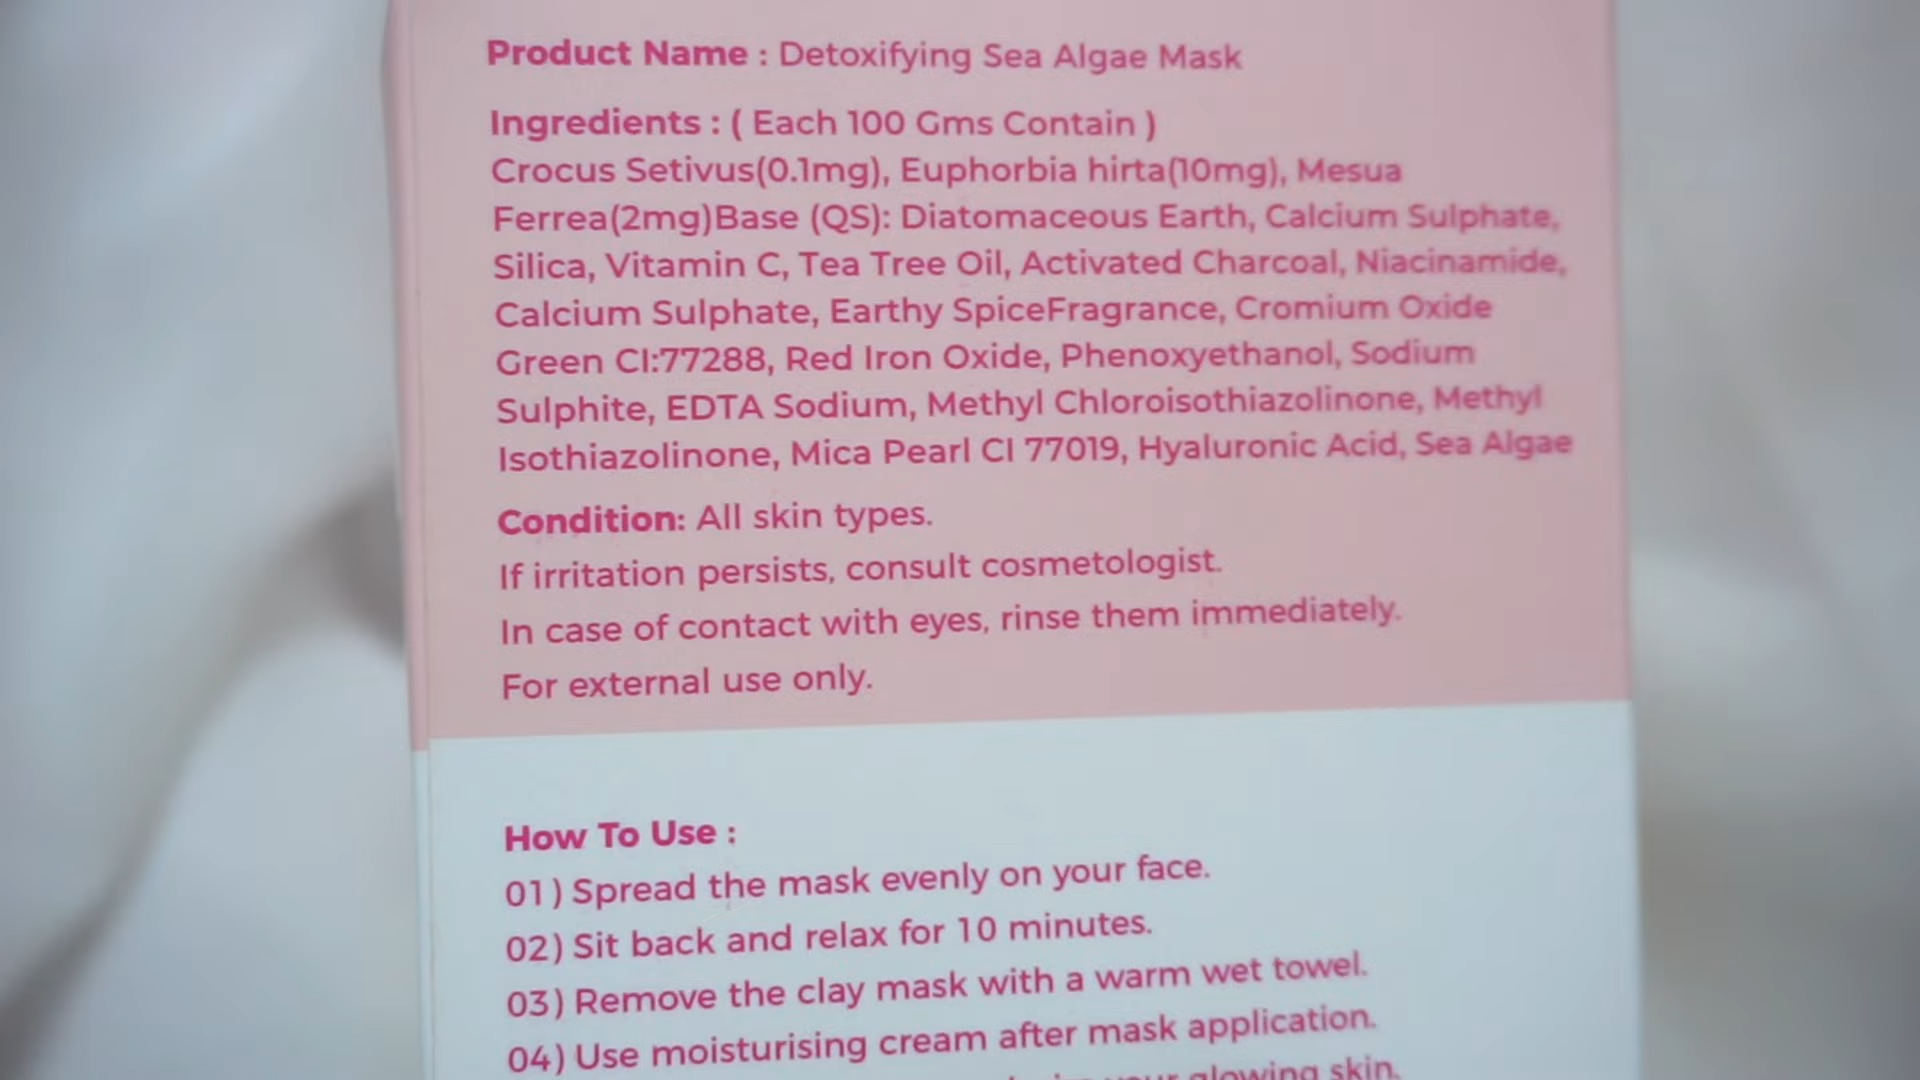 Product Name : Detoxifying Sea Algae Mask
Ingredients : ( Each 100 Gms Contain )
Crocus Setivus(0.1mg), Euphorbia hirta(10mg), Mesua
Ferrea(2mg)Base (QS): Diatomaceous Earth, Calcium Sulphate,
Silica, Vitamin C, Tea Tree Oil, Activated Charcoal, Niacinamide,
Calcium Sulphate, Earthy SpiceFragrance, Cromium Oxide
Green CI:77288, Red Iron Oxide, Phenoxyethanol, Sodium
Sulphite, EDTA Sodium, Methyl Chloroisothiazolinone, Methyl
Isothiazolinone, Mica Pearl CI 77019, Hyaluronic Acid, Sea Algae
Condition: All skin types.
If irritation persists, consult cosmetologist.
In case of contact with eyes, rinse them immediately.
For external use only.
How To Use :
01) Spread the mask evenly on your face.
02) Sit back and relax for 10 minutes.
03) Remove the clay mask with a warm wet towel.
04) Use moisturising cream after mask application.
your glowing skin.